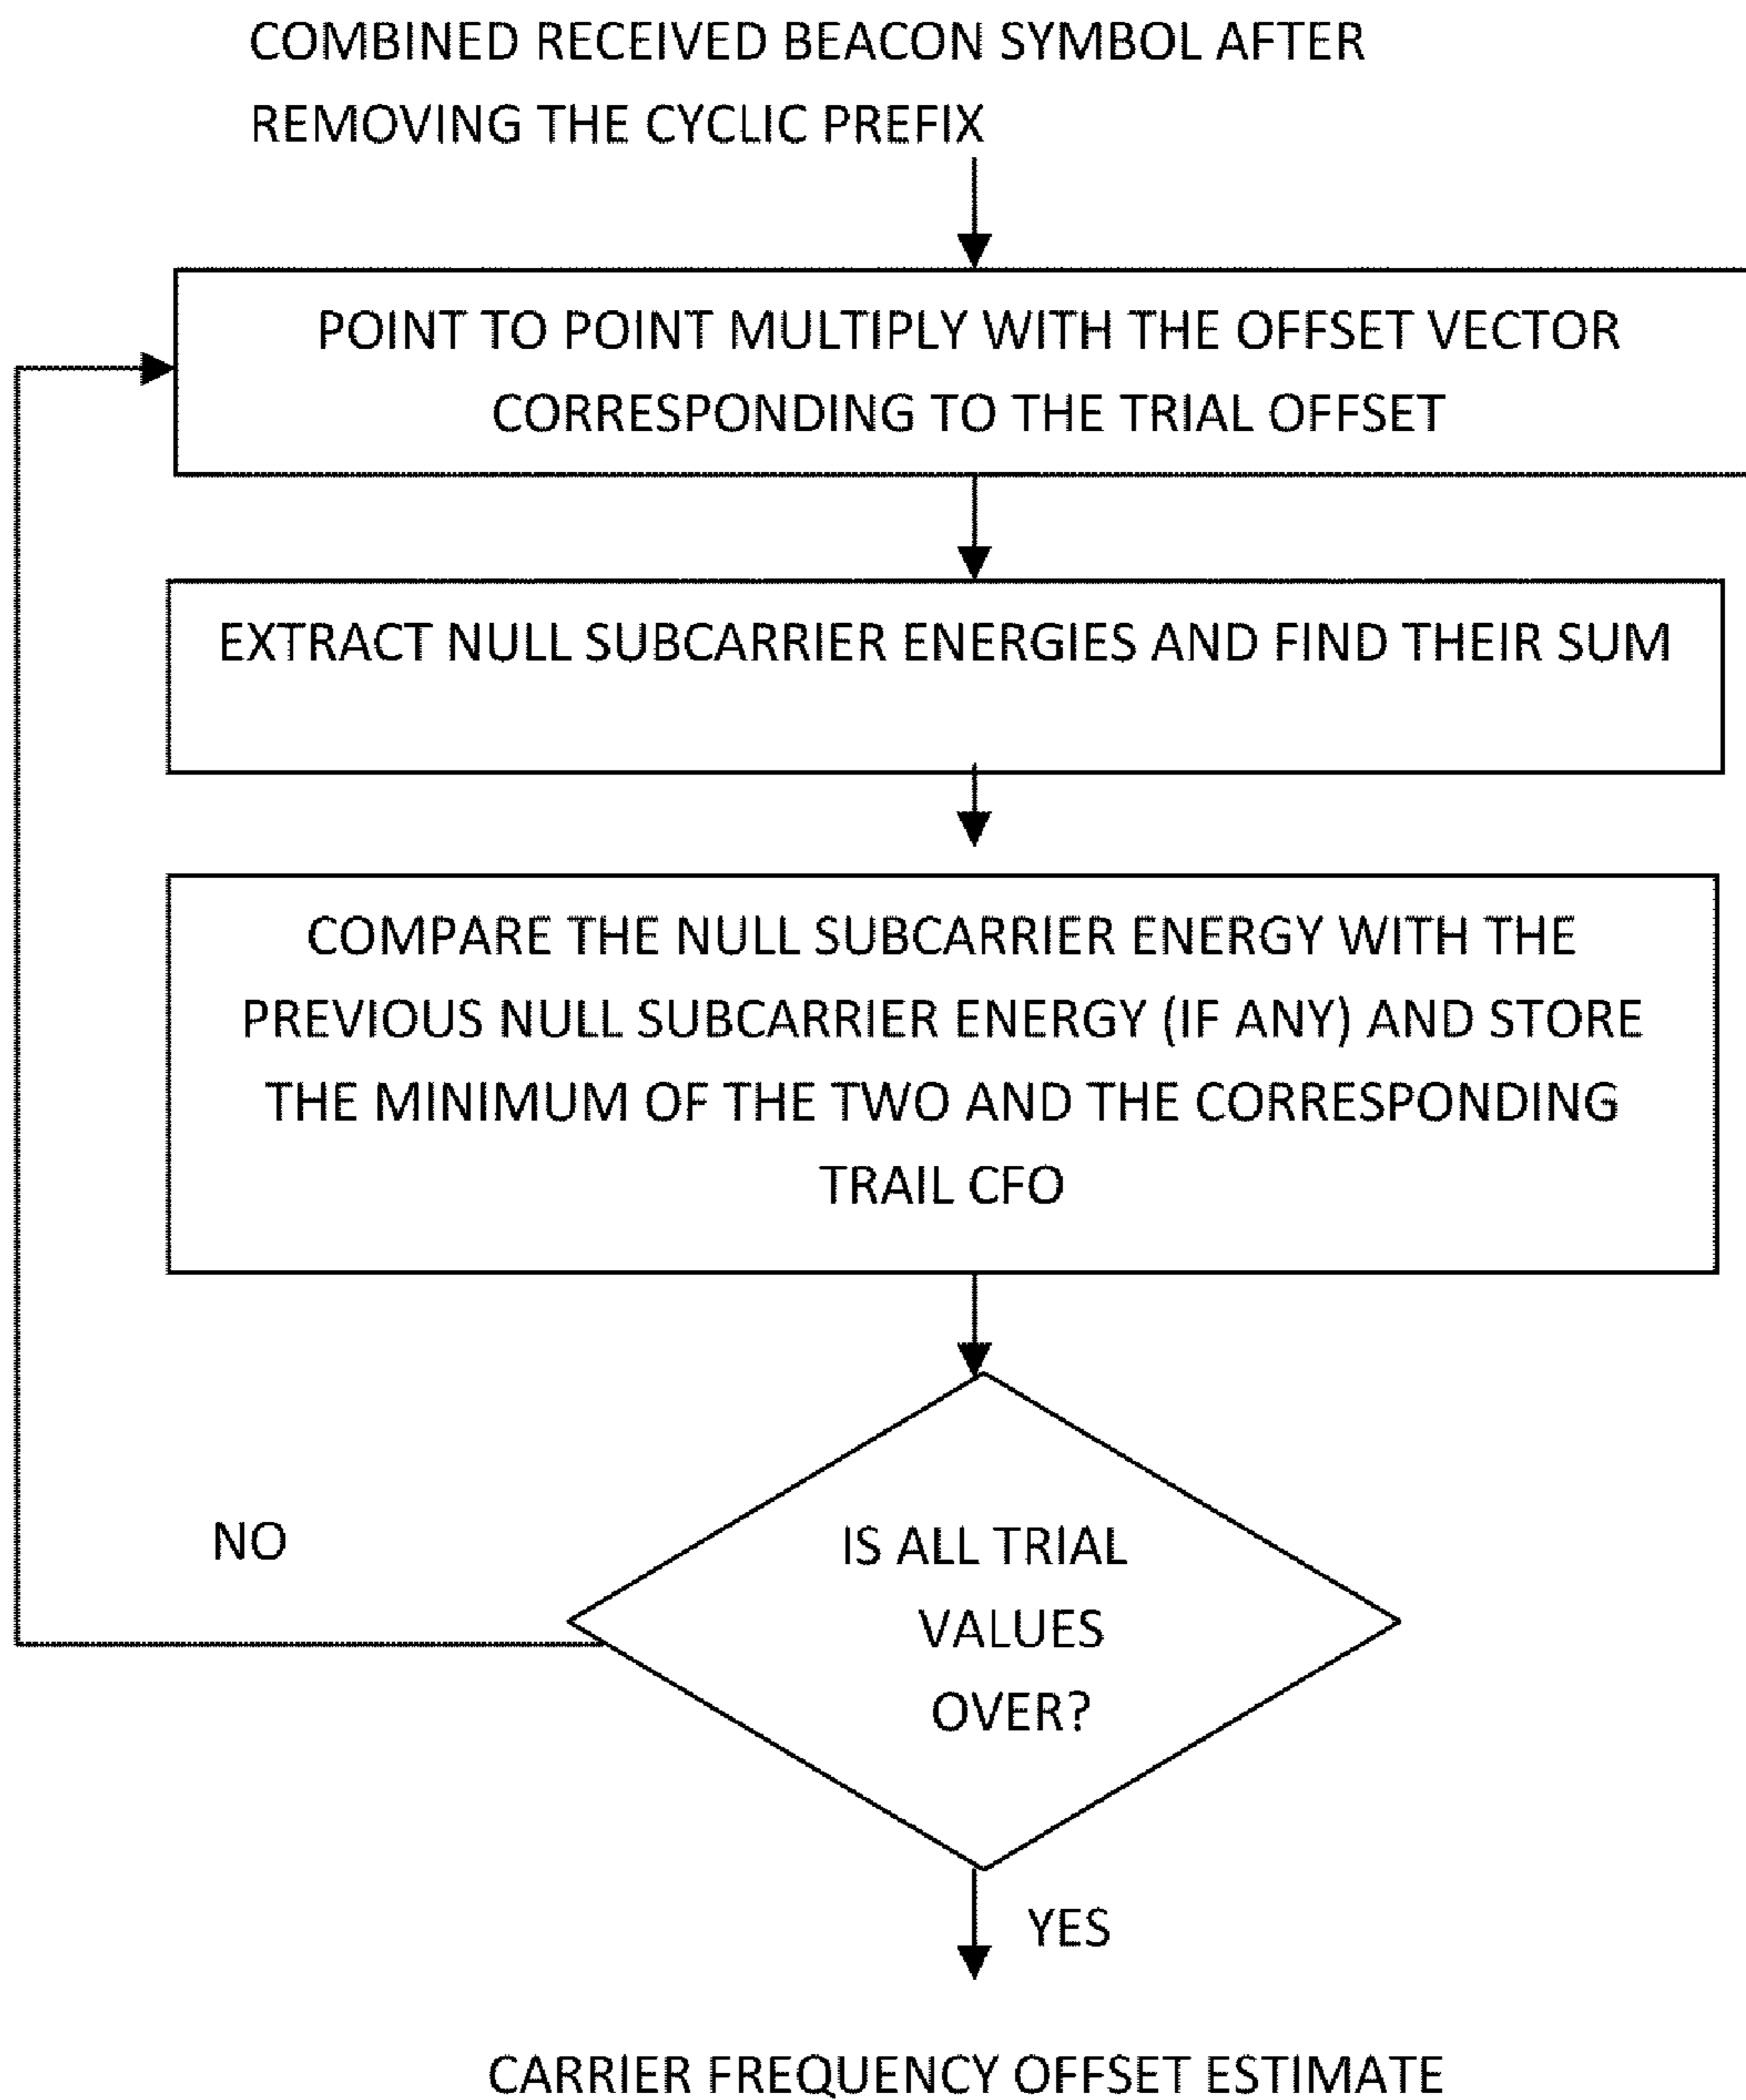 COMBINED RECEIVED BEACON SYMBOL AFTER
REMOVING THE CYCLIC PREFIX
POINT TO POINT MULTIPLY WITH THE OFFSET VECTOR
CORRESPONDING TO THE TRIAL OFFSET
EXTRACT NULL SUBCARRIER ENERGIES AND FIND THEIR SUM
COMPARE THE NULL SUBCARRIER ENERGY WITH THE
PREVIOUS NULL SUBCARRIER ENERGY (IF ANY) AND STORE
THE MINIMUM OF THE TWO AND THE CORRESPONDING
TRAIL CFO
NO
IS ALL TRIAL
VALUES
OVER?
YES
CARRIER FREQUENCY OFFSET ESTIMATE